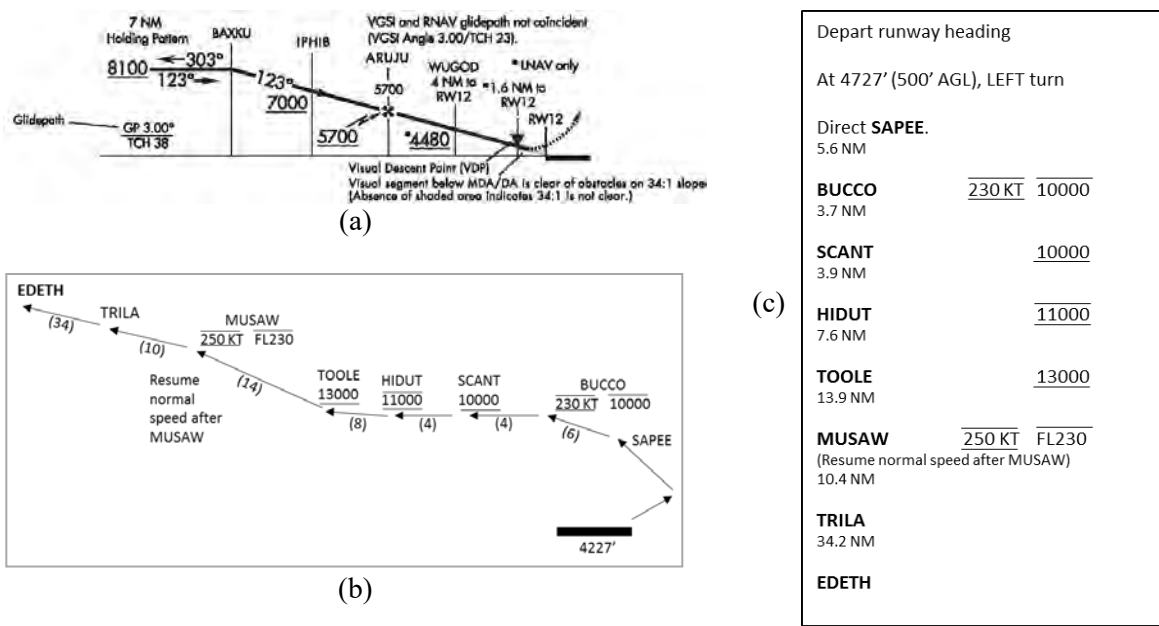 7 NM
Holding Pattern
BAXKU
IPHIB
VGSI and RNAV glidepath not coincident
(VGSI Angle 3.00/TCH 23).
ARUJU
5700
WUGOD
4 NM to
RW12
*LNAV only
*1.6 NM to
RW12
RW12
8100
303°
123°
123°
7000
5700
*4480
Glidepath
GP 3.00°
TCH 38
Visual Descent Point (VDP)
Visual segment below MDA/DA is clear of obstacles on 34:1 slope
(Absence of shaded area indicates 34:1 is not clear.)
(a)
EDETH
(34)
TRILA
(10)
MUSAW
250 KT FL230
(14)
Resume
normal
speed after
MUSAW
TOOLE
13000
(8)
HIDUT
11000
(4)
SCANT
10000
(4)
BUCCO
230 KT 10000
(6)
SAPEE
4227’
(b)
(c)
Depart runway heading
At 4727’ (500’ AGL), LEFT turn
Direct SAPEE.
5.6 NM
BUCCO 230 KT 10000
3.7 NM
SCANT 10000
3.9 NM
HIDUT 11000
7.6 NM
TOOLE 13000
13.9 NM
MUSAW 250 KT FL230
(Resume normal speed after MUSAW)
10.4 NM
TRILA
34.2 NM
EDETH